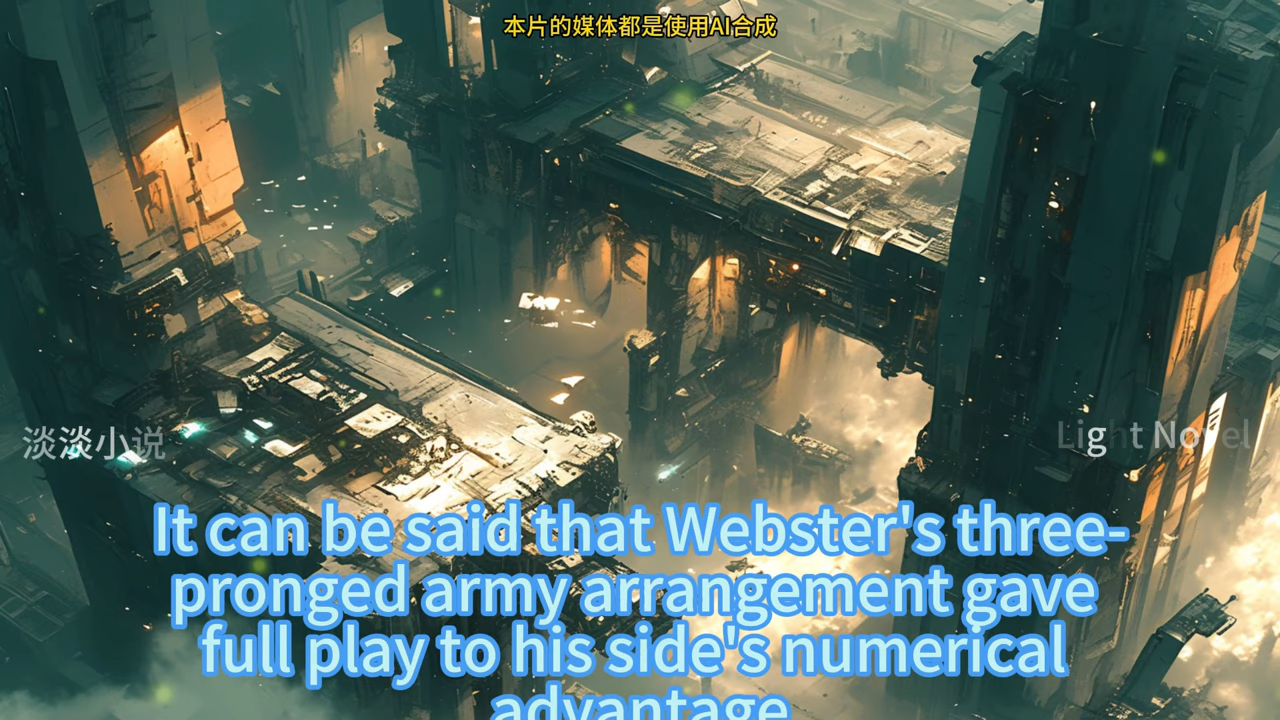 本片的媒体都是使用AI合成
淡淡小说
Light Novel
It can be said that Webster's three-
pronged army arrangement gave
full play to his side's numerical
advantage